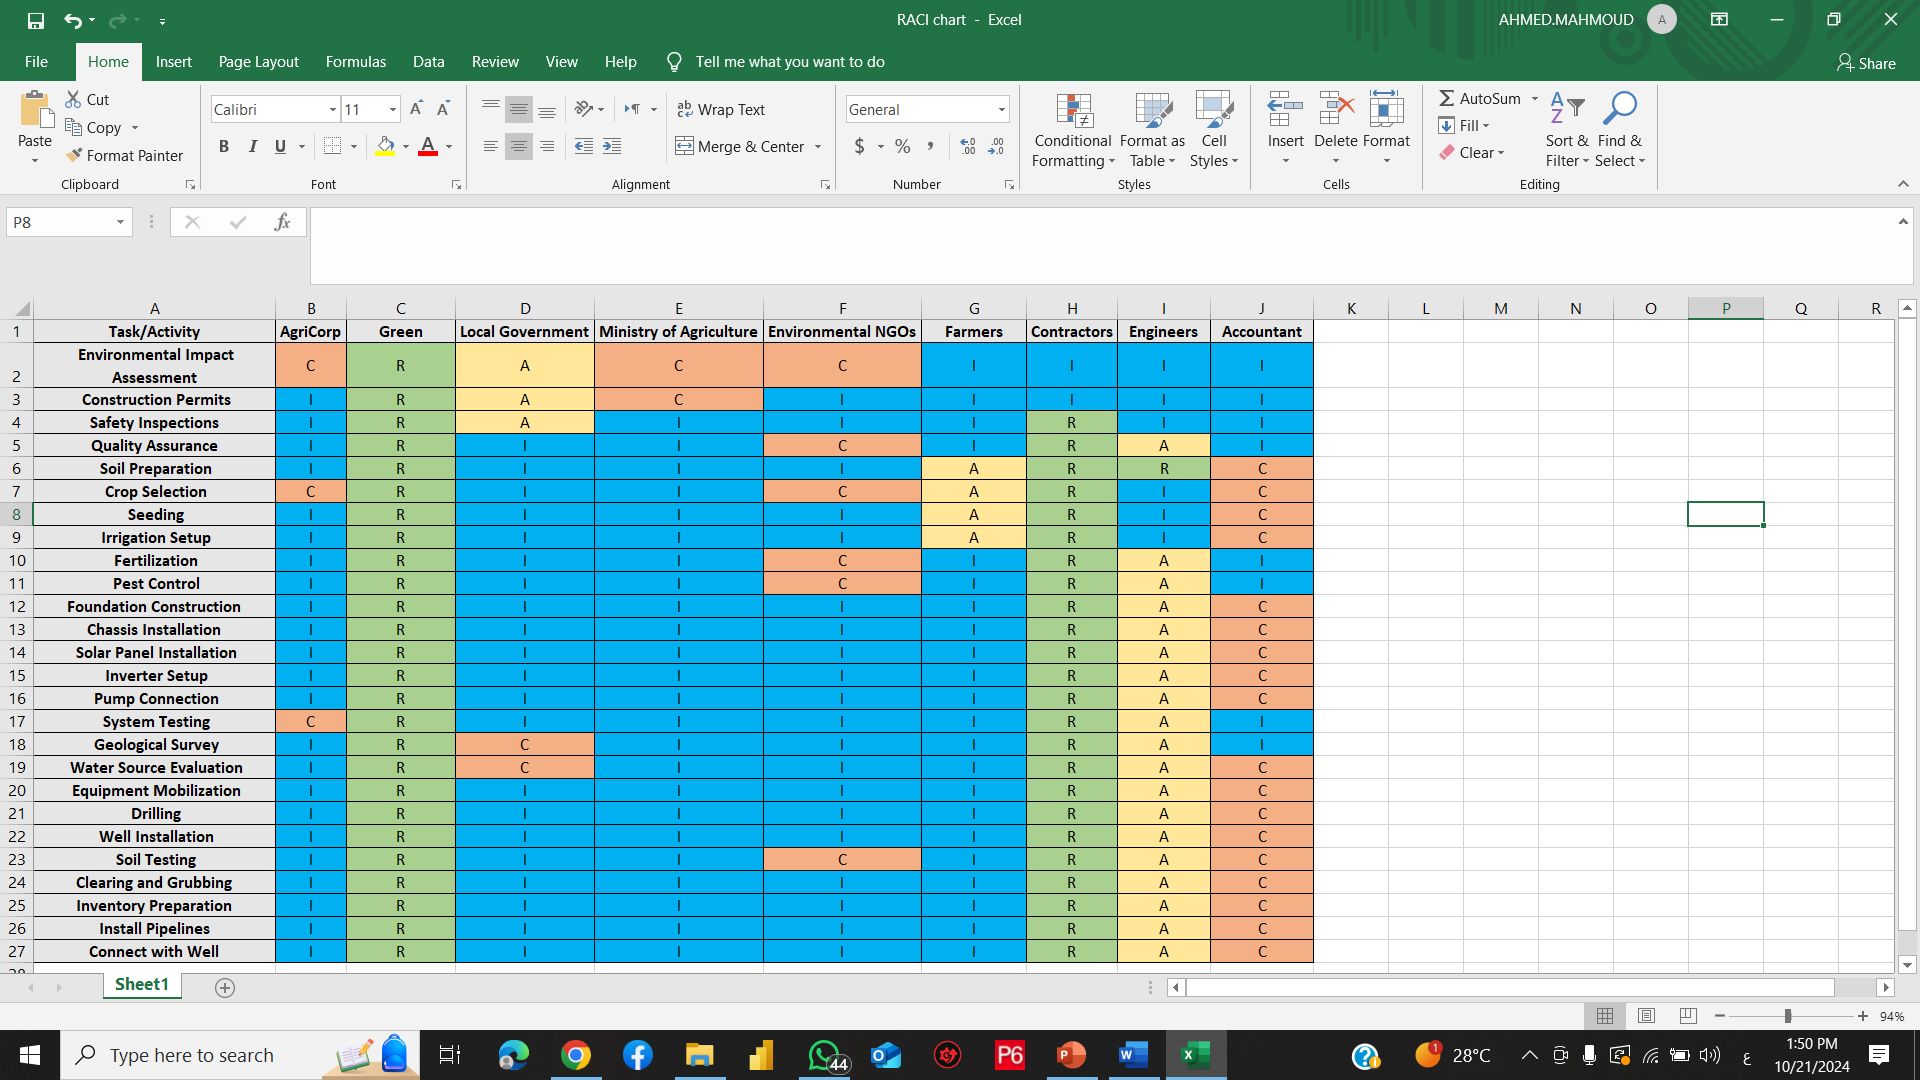 RACI chart - Excel
AHMED.MAHMOUD
A
File Home Insert Page Layout Formulas Data Review View Help Tell me what you want to do
Share
Paste
Cut
Copy
Format Painter
Clipboard
Calibri 11
B I U
Font
Wrap Text
Merge & Center
Alignment
General
$ % ,
Number
Conditional Formatting
Format as Table
Cell Styles
Styles
Insert Delete Format
Cells
AutoSum
Fill
Clear
Sort & Filter
Find & Select
Editing
P8
fx
A B C D E F G H I J K L M N O P Q R
1 Task/Activity AgriCorp Green Local Government Ministry of Agriculture Environmental NGOs Farmers Contractors Engineers Accountant
2 Environmental Impact Assessment C R A C C I I I I
3 Construction Permits I R A C I I I I I
4 Safety Inspections I R A I I I R I I
5 Quality Assurance I R I I C I R A I
6 Soil Preparation I R I I I A R R C
7 Crop Selection C R I I C A R I C
8 Seeding I R I I I A R I C
9 Irrigation Setup I R I I I A R I C
10 Fertilization I R I I C I R A I
11 Pest Control I R I I C I R A I
12 Foundation Construction I R I I I I R A C
13 Chassis Installation I R I I I I R A C
14 Solar Panel Installation I R I I I I R A C
15 Inverter Setup I R I I I I R A C
16 Pump Connection I R I I I I R A C
17 System Testing C R I I I I R A I
18 Geological Survey I R C I I I R A I
19 Water Source Evaluation I R C I I I R A C
20 Equipment Mobilization I R I I I I R A C
21 Drilling I R I I I I R A C
22 Well Installation I R I I I I R A C
23 Soil Testing I R I I C I R A C
24 Clearing and Grubbing I R I I I I R A C
25 Inventory Preparation I R I I I I R A C
26 Install Pipelines I R I I I I R A C
27 Connect with Well I R I I I I R A C
Sheet1
94%
Type here to search
44
P6
1
28°C
ع
1:50 PM
10/21/2024